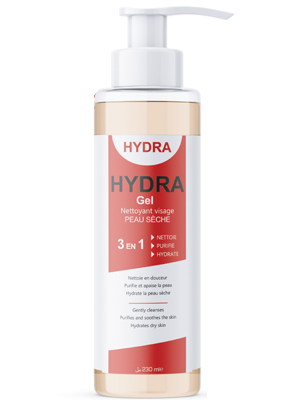 HYDRA
HYDRA
Gel
Nettoyant visage
PEAU SÈCHE
3 EN 1
NETTOIE
PURIFIE
HYDRATE
Nettoie en douceur
Purifie et apaise la peau
Hydrate la peau sèche
Gently cleanses
Purifies and soothes the skin
Hydrates dry skin
230 مل